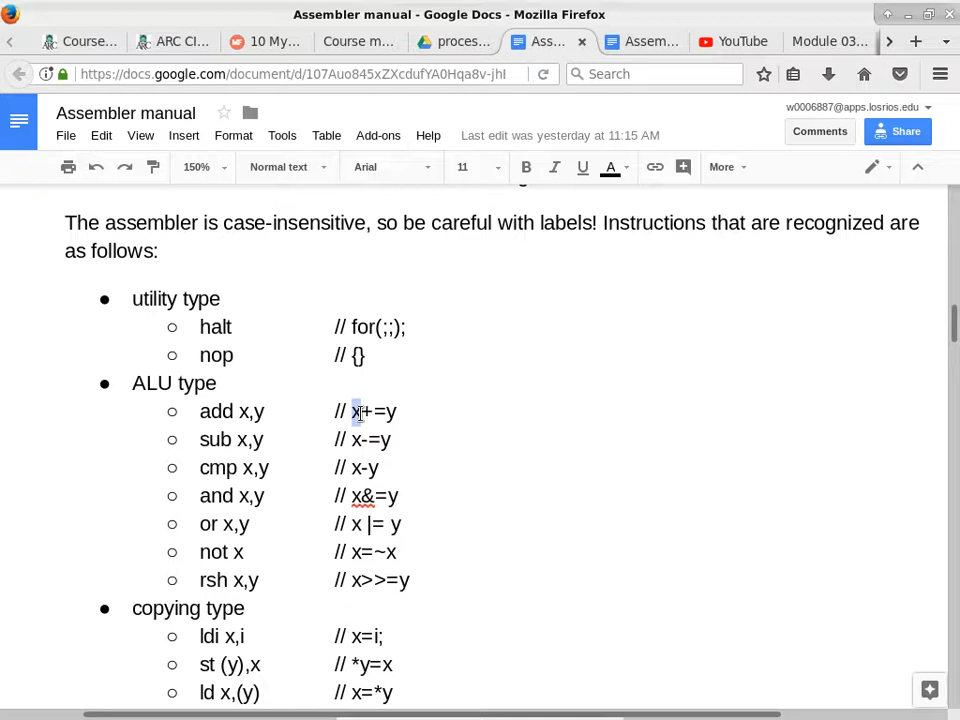 Assembler manual - Google Docs - Mozilla Firefox
Course...
ARC CI...
10 My...
Course m...
proces...
Ass...
Assem...
YouTube
Module 03...
https://docs.google.com/document/d/107Auo845xZXcdufYA0Hqa8v-jhI
Search
Assembler manual
w0006887@apps.losrios.edu
File Edit View Insert Format Tools Table Add-ons Help Last edit was yesterday at 11:15 AM
Comments
Share
150% Normal text Arial 11 B I U A More
The assembler is case-insensitive, so be careful with labels! Instructions that are recognized are
as follows:
● utility type
○ halt // for(;;);
○ nop // {}
● ALU type
○ add x,y // x+=y
○ sub x,y // x-=y
○ cmp x,y // x-y
○ and x,y // x&=y
○ or x,y // x |= y
○ not x // x=~x
○ rsh x,y // x>>=y
● copying type
○ ldi x,i // x=i;
○ st (y),x // *y=x
○ ld x,(y) // x=*y